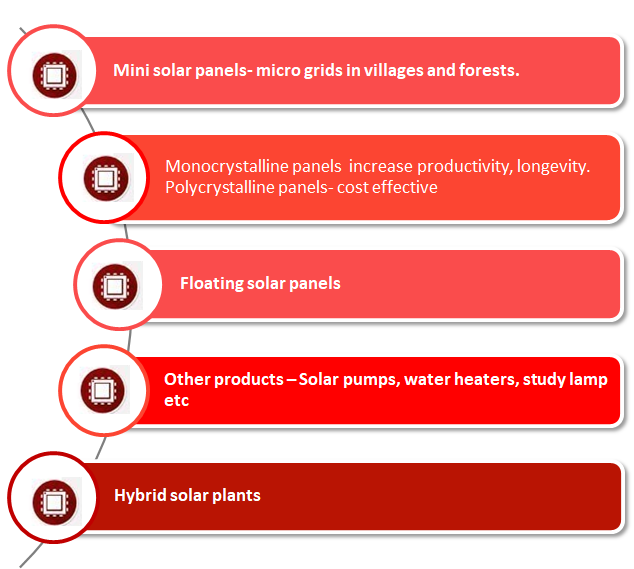 Mini solar panels- micro grids in villages and forests.
Monocrystalline panels  increase productivity, longevity.
Polycrystalline panels- cost effective
Floating solar panels
Other products – Solar pumps, water heaters, study lamp
etc
Hybrid solar plants